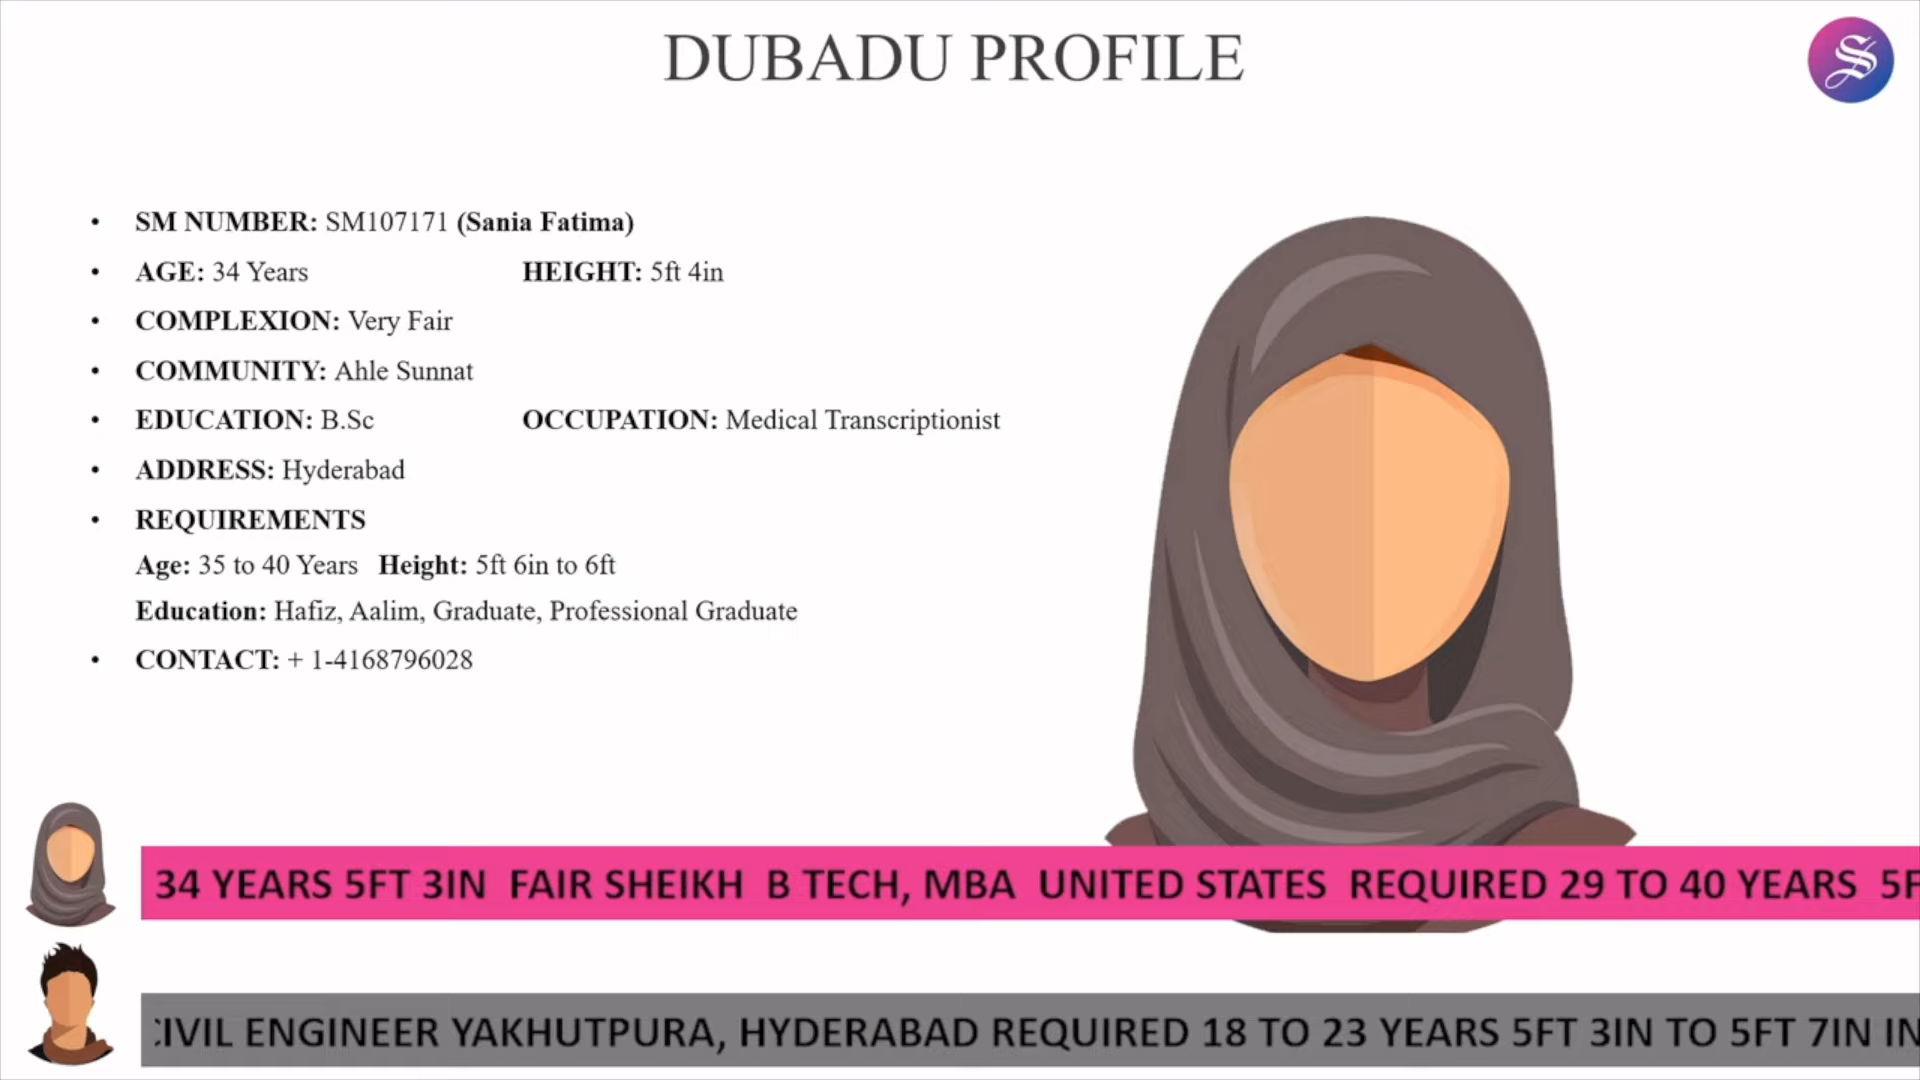 DUBADU PROFILE
S
• SM NUMBER: SM107171 (Sania Fatima)
• AGE: 34 Years HEIGHT: 5ft 4in
• COMPLEXION: Very Fair
• COMMUNITY: Ahle Sunnat
• EDUCATION: B.Sc OCCUPATION: Medical Transcriptionist
• ADDRESS: Hyderabad
• REQUIREMENTS
Age: 35 to 40 Years Height: 5ft 6in to 6ft
Education: Hafiz, Aalim, Graduate, Professional Graduate
• CONTACT: + 1-4168796028
34 YEARS 5FT 3IN FAIR SHEIKH B TECH, MBA UNITED STATES REQUIRED 29 TO 40 YEARS 5F
IVIL ENGINEER YAKHUTPURA, HYDERABAD REQUIRED 18 TO 23 YEARS 5FT 3IN TO 5FT 7IN IN